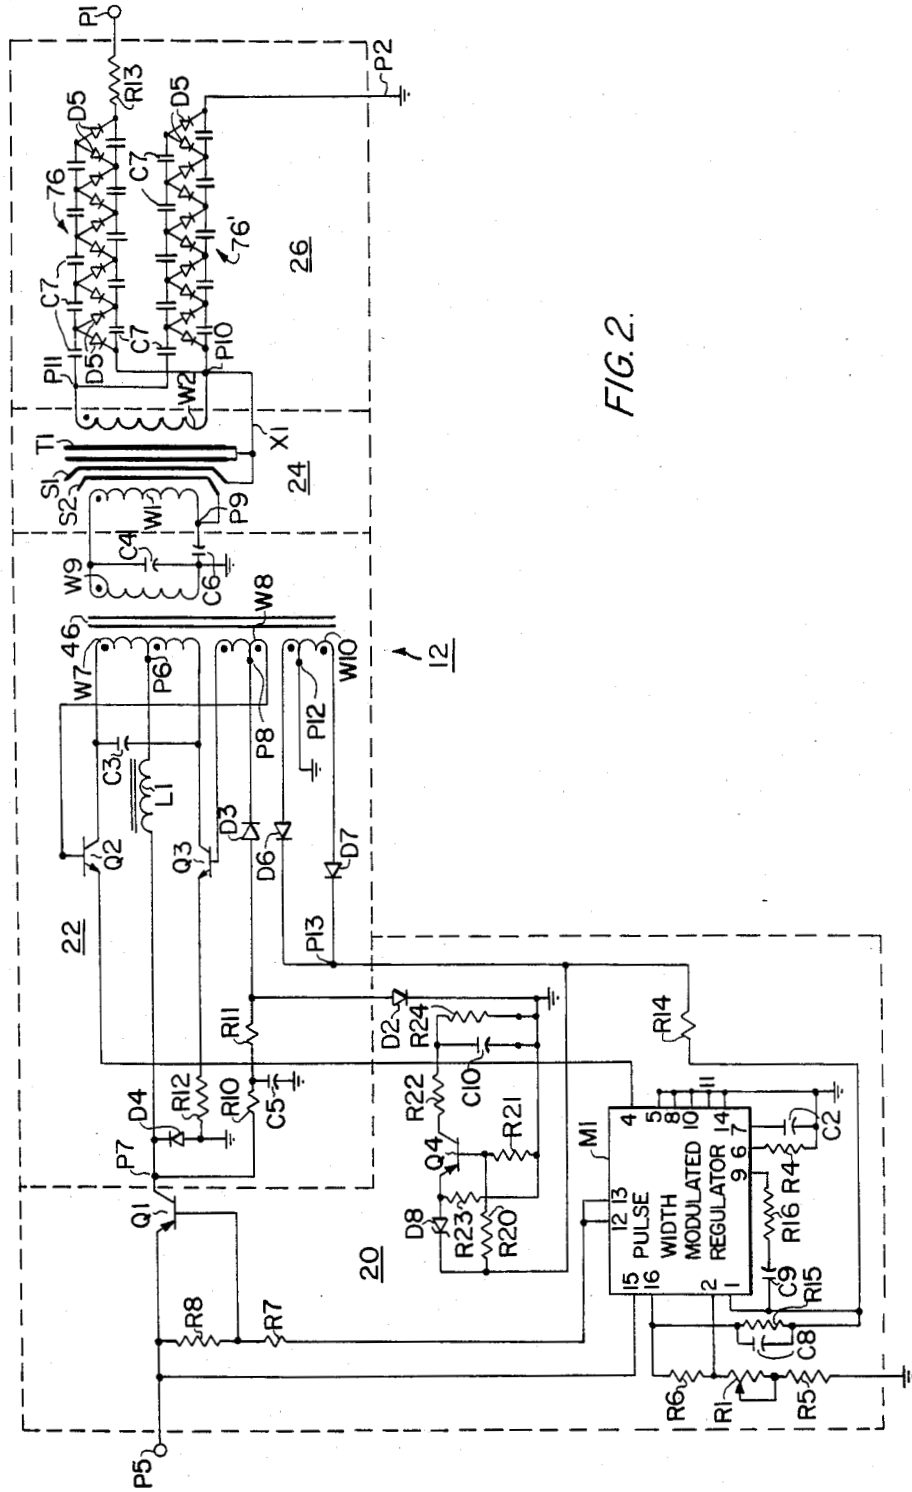 P1
R13
D5
76
C7
D5
P11
C7
C7
D5
P2
76'
P10
26
W2
T1
S1
S2
W1
X1
24
P9
C4
C6
W9
46
W7
P6
W8
P8
P12
W10
12
C3
L1
Q2
Q3
D3
D6
D7
22
P13
R11
D2
R24
R14
D4
R12
R10
C5
R22
C10
P7
Q4
R21
Q1
D8
R23
R20
20
R8
R7
M1
4
5
8
10
11
14
7
6
9
12 13
15
16
2
1
PULSE
WIDTH
MODULATED
REGULATOR
C2
R4
R16
C9
R15
C8
R6
R1
R5
P5
FIG. 2.